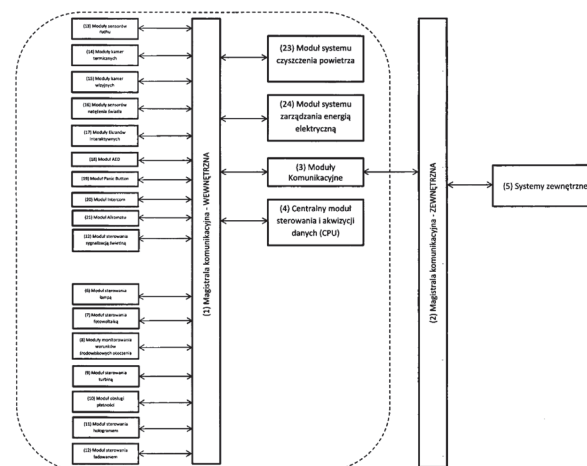 (13) Moduły sensorów
ruchu
(14) Moduły kamer
termicznych
(15) Moduły kamer
wizyjnych
(16) Moduły sensorów
natężenia światła
(17) Moduły Ekranów
Interaktywnych
(18) Moduł AED
(19) Moduł Panic Button
(20) Moduł Intercom
(21) Moduł Alkomatu
(22) Moduł sterowania
sygnalizacją świetlną
(6) Moduł sterowania
lampą
(7) Moduł sterowania
fotowoltaiką
(8) Moduły monitorowania
warunków
środowiskowych otoczenia
(9) Moduł sterowania
turbiną
(10) Moduł obsługi
płatności
(11) Moduł sterowania
hologramem
(12) Moduł sterowania
ładowaniem
(1) Magistrala komunikacyjna - WEWNĘTRZNA
(23) Moduł systemu
czyszczenia powietrza
(24) Moduł systemu
zarządzania energią
elektryczną
(3) Moduły
Komunikacyjne
(4) Centralny moduł
sterowania i akwizycji
danych (CPU)
(2) Magistrala komunikacyjna - ZEWNĘTRZNA
(5) Systemy zewnętrzne